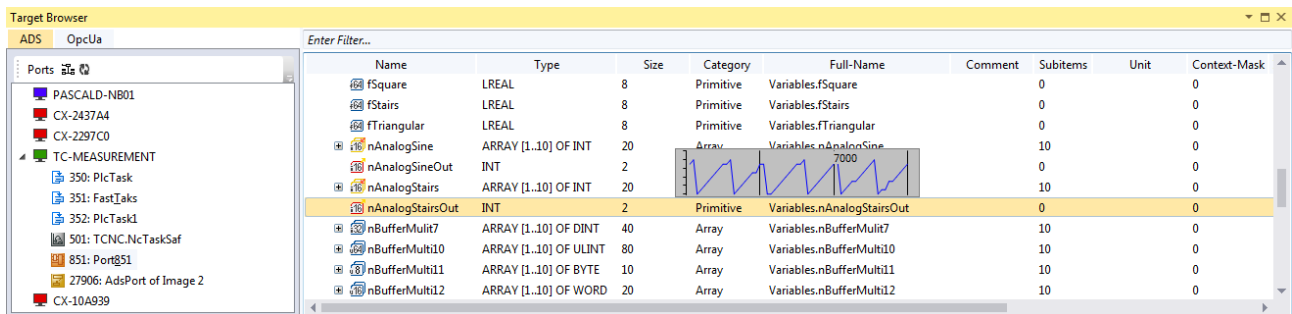 Target Browser
ADS OpcUa
Enter Filter...
Ports
PASCALD-NB01
CX-2437A4
CX-2297C0
TC-MEASUREMENT
350: PlcTask
351: FastTaks
352: PlcTask1
501: TCNC.NcTaskSaf
851: Port851
27906: AdsPort of Image 2
CX-10A939
Name Type Size Category Full-Name Comment Subitems Unit Context-Mask
fSquare LREAL 8 Primitive Variables.fSquare 0 0
fStairs LREAL 8 Primitive Variables.fStairs 0 0
fTriangular LREAL 8 Primitive Variables.fTriangular 0 0
nAnalogSine ARRAY [1..10] OF INT 20 Array Variables.nAnalogSine 10 0
nAnalogSineOut INT 2 0 0
7000
nAnalogStairs ARRAY [1..10] OF INT 20 10 0
nAnalogStairsOut INT 2 Primitive Variables.nAnalogStairsOut 0 0
nBufferMulit7 ARRAY [1..10] OF DINT 40 Array Variables.nBufferMulit7 10 0
nBufferMulti10 ARRAY [1..10] OF ULINT 80 Array Variables.nBufferMulti10 10 0
nBufferMulti11 ARRAY [1..10] OF BYTE 10 Array Variables.nBufferMulti11 10 0
nBufferMulti12 ARRAY [1..10] OF WORD 20 Array Variables.nBufferMulti12 10 0